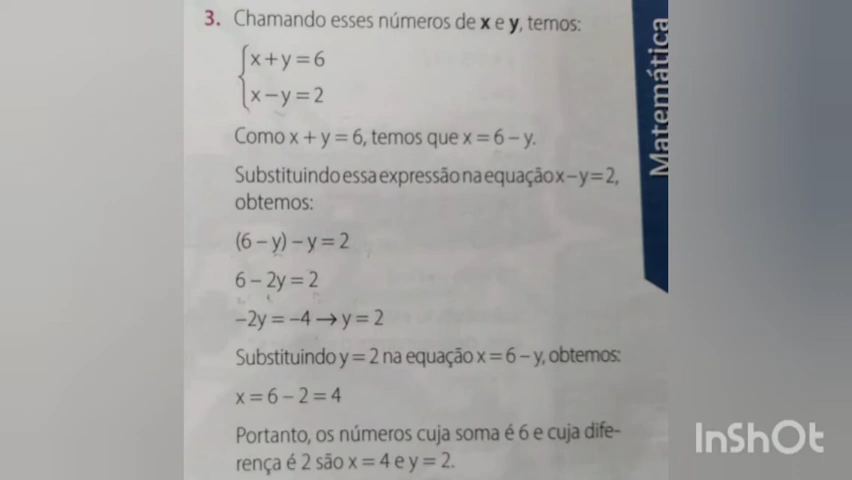 3. Chamando esses números de x e y, temos:
x + y = 6
x − y = 2
Como x + y = 6, temos que x = 6 − y.
Substituindo essa expressão na equação x − y = 2,
obtemos:
(6 − y) − y = 2
6 − 2y = 2
−2y = −4 → y = 2
Substituindo y = 2 na equação x = 6 − y, obtemos:
x = 6 − 2 = 4
Portanto, os números cuja soma é 6 e cuja dife-
rença é 2 são x = 4 e y = 2.
Matemática
InShOt